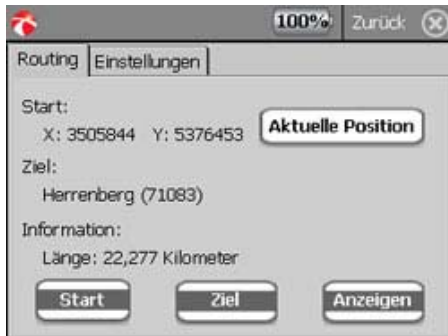 100% Zurück
Routing Einstellungen
Start:
X: 3505844 Y: 5376453 Aktuelle Position
Ziel:
Herrenberg (71083)
Information:
Länge: 22,277 Kilometer
Start Ziel Anzeigen